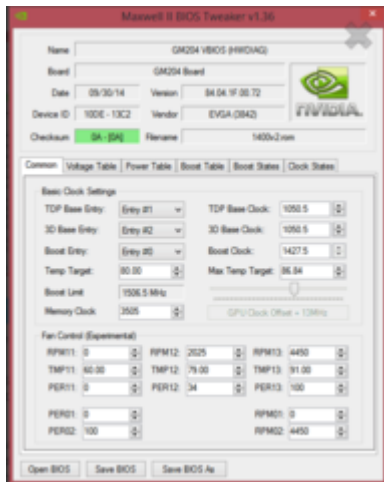 Maxwell II BIOS Tweaker v1.36
Name GM204 VBIOS (HWDIAG)
Board GM204 Board
Date 09/30/14 Version 84.04.1F.00.72
Device ID 10DE - 13C2 Vendor EVGA (3842)
NVIDIA
Checksum 0A - [0A] Filename 1400v2.rom
Common Voltage Table Power Table Boost Table Boost States Clock States
Basic Clock Settings
TDP Base Entry: Entry #1 TDP Base Clock: 1050.5
3D Base Entry: Entry #2 3D Base Clock: 1050.5
Boost Entry: Entry #0 Boost Clock: 1427.5
Temp Target: 80.00 Max Temp Target: 86.84
Boost Limit 1506.5 MHz
Memory Clock 3505 GPU Clock Offset = 13MHz
Fan Control (Experimental)
RPM11: 0 RPM12: 2025 RPM13: 4450
TMP11: 60.00 TMP12: 79.00 TMP13: 91.00
PER11: 0 PER12: 34 PER13: 100
PER01: 0 RPM01: 0
PER02: 100 RPM02: 4450
Open BIOS Save BIOS Save BIOS As